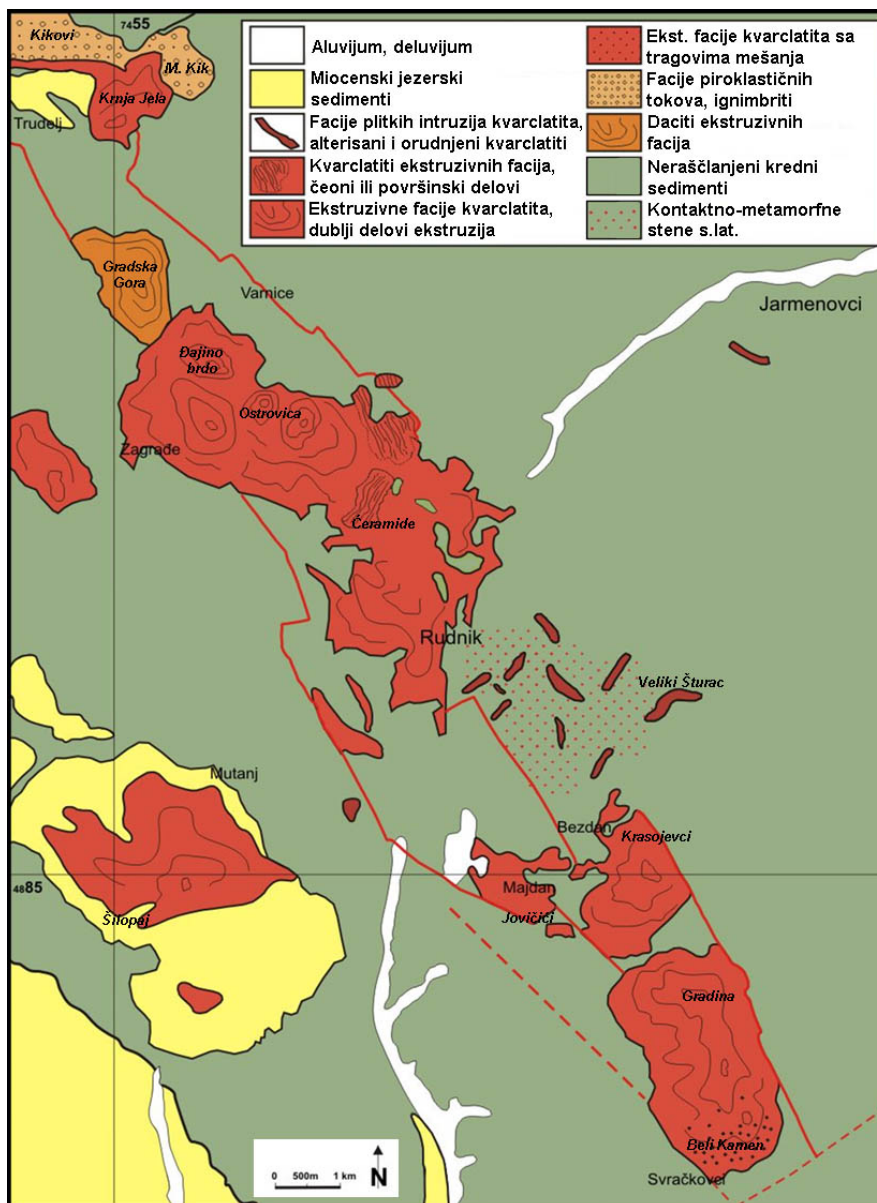 7455
Kikovi
M. Kik
Krnja Jela
Trudelj
Aluvijum, deluvijum
Miocenski jezerski
sedimenti
Facije plitkih intruzija kvarclatita,
alterisani i orudnjeni kvarclatiti
Kvarclatiti ekstruzivnih facija,
čeoni ili površinski delovi
Ekstruzivne facije kvarclatita,
dublji delovi ekstruzija
Ekst. facije kvarclatita sa
tragovima mešanja
Facije piroklastičnih
tokova, ignimbriti
Daciti ekstruzivnih
facija
Neraščlanjeni kredni
sedimenti
Kontaktno-metamorfne
stene s.lat.
Gradska
Gora
Varnice
Jarmenovci
Đajino
brdo
Ostrovica
Zagrađe
Ćeramide
Rudnik
Veliki Šturac
Mutanj
Bezdan
Krasojevci
4885
Majdan
Šilopaj
Jovičići
Gradina
Beli Kamen
Svračkovci
0 500m 1 km
N